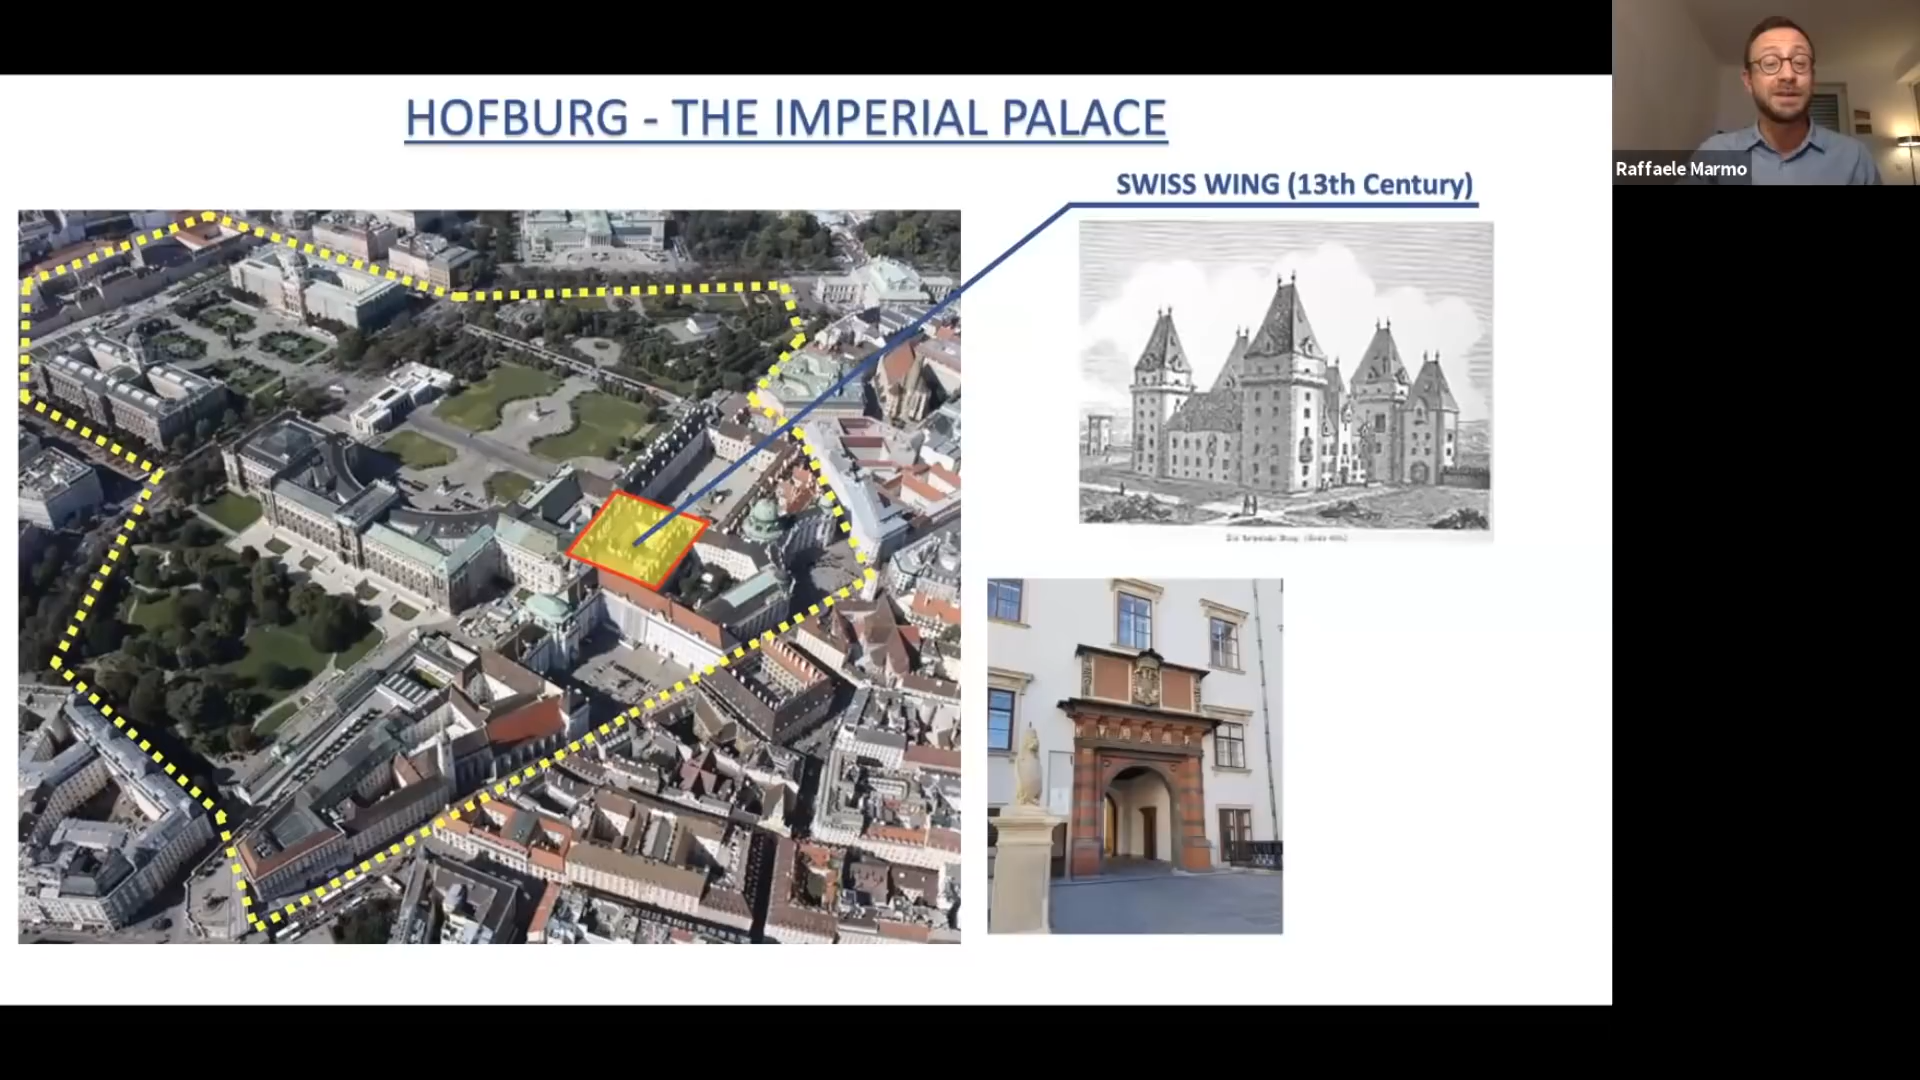 HOFBURG - THE IMPERIAL PALACE
SWISS WING (13th Century)
Raffaele Marmo